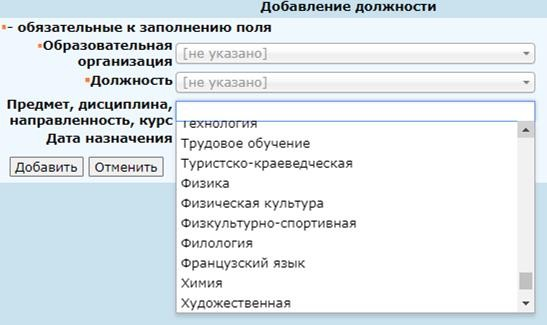 Добавление должности
- обязательные к заполнению поля
Образовательная организация
[не указано]
Должность
[не указано]
Предмет, дисциплина,
направленность, курс
Дата назначения
Добавить
Отменить
Технология
Трудовое обучение
Туристско-краеведческая
Физика
Физическая культура
Физкультурно-спортивная
Филология
Французский язык
Химия
Художественная